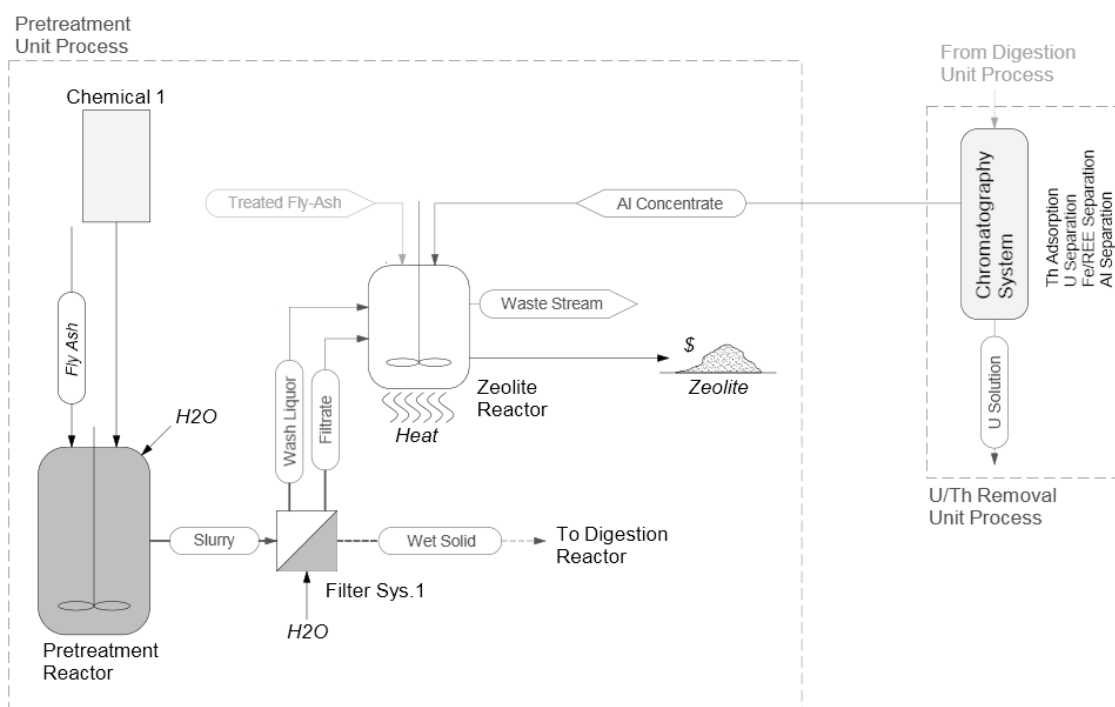 Pretreatment
Unit Process
Chemical 1
From Digestion
Unit Process
Treated Fly-Ash
Al Concentrate
Chromatography
System
Th Adsorption
U Separation
Fe/REE Separation
Al Separation
Waste Stream
Fly Ash
$
Zeolite
Zeolite
Reactor
Heat
Wash Liquor
Filtrate
U Solution
H2O
Slurry
Wet Solid
To Digestion
Reactor
Filter Sys.1
H2O
U/Th Removal
Unit Process
Pretreatment
Reactor